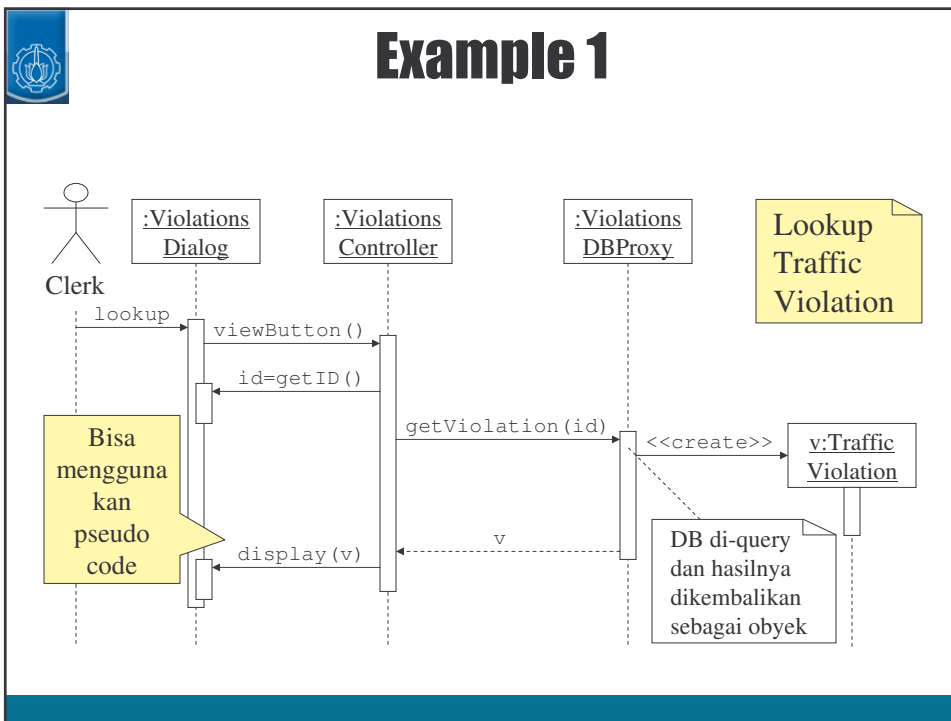 Example 1
:Violations
Dialog
:Violations
Controller
:Violations
DBProxy
Lookup
Traffic
Violation
Clerk
lookup
viewButton()
id=getID()
getViolation(id)
<<create>>
v:Traffic
Violation
Bisa
mengguna
kan
pseudo
code
v
display(v)
DB di-query
dan hasilnya
dikembalikan
sebagai obyek